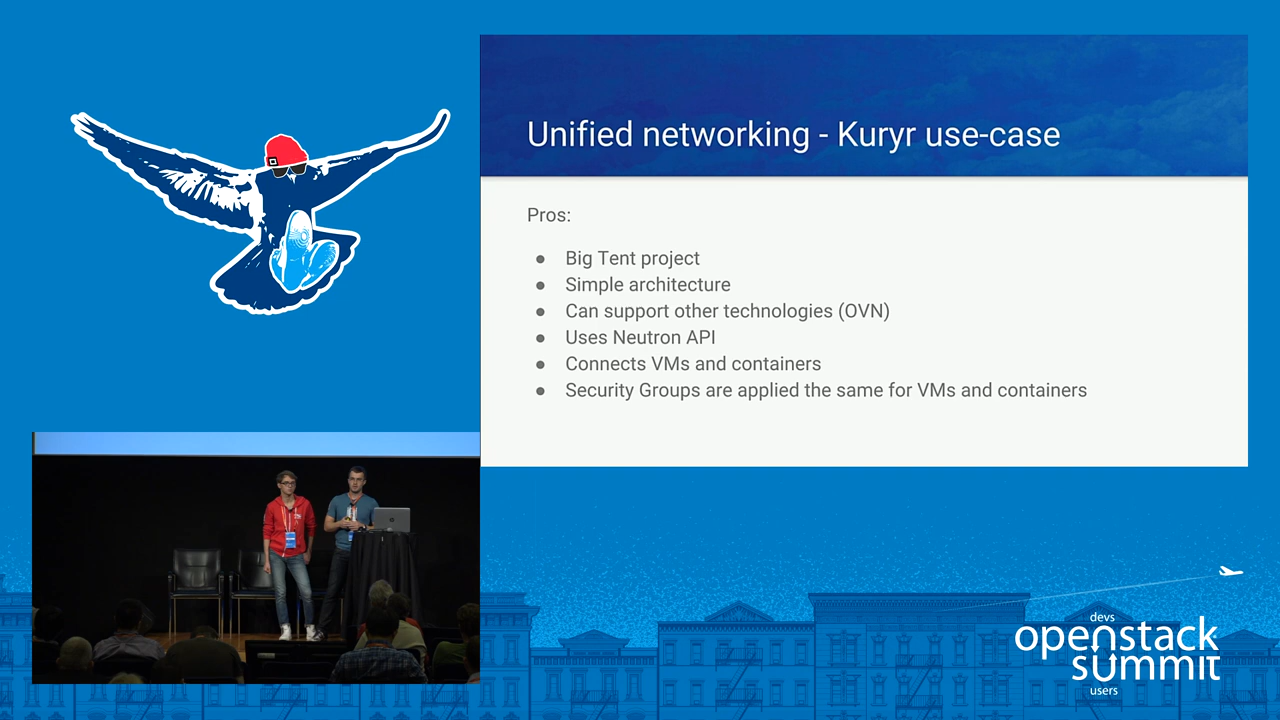 Unified networking - Kuryr use-case
Pros:
● Big Tent project
● Simple architecture
● Can support other technologies (OVN)
● Uses Neutron API
● Connects VMs and containers
● Security Groups are applied the same for VMs and containers
devs
openstack
summit
users